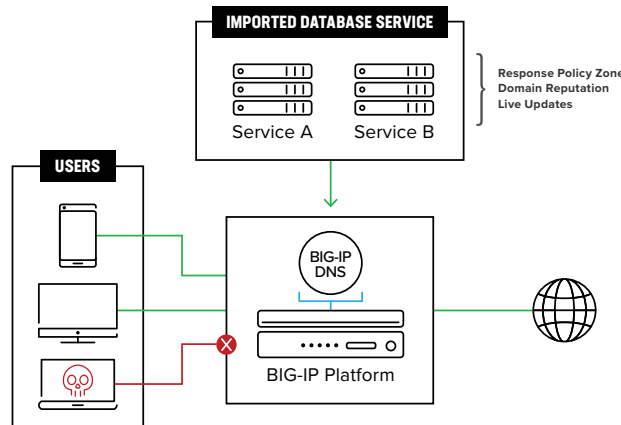 IMPORTED DATABASE SERVICE
Service A
Service B
Response Policy Zone
Domain Reputation
Live Updates
USERS
BIG-IP
DNS
BIG-IP Platform